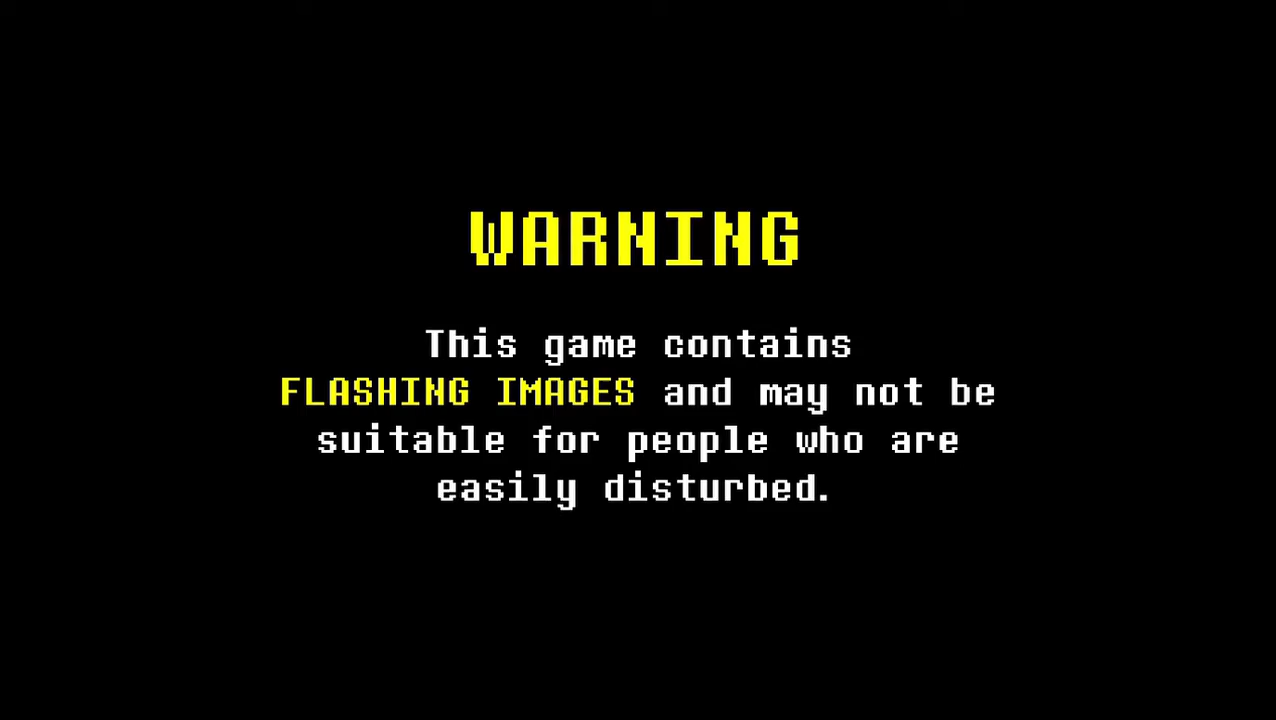 WARNING
This game contains
FLASHING IMAGES and may not be
suitable for people who are
easily disturbed.